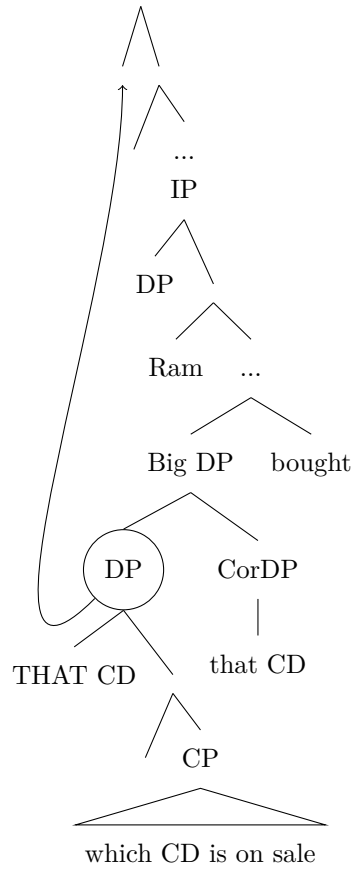 ...
IP
DP
Ram ...
Big DP bought
DP CorDP
THAT CD that CD
CP
which CD is on sale